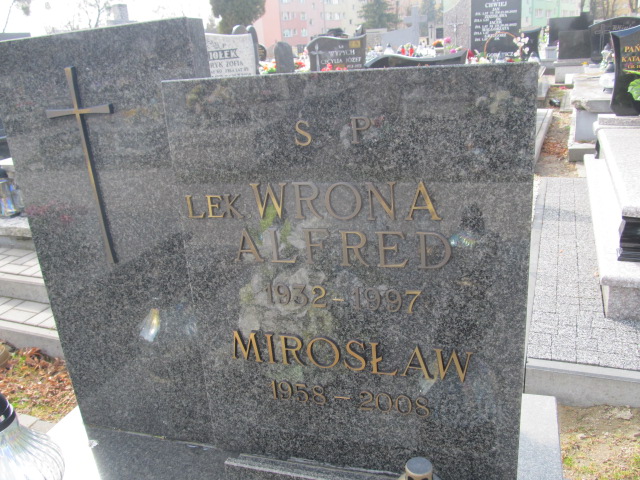 S P
LEK WRONA
ALFRED
1932-1997
MIROSŁAW
1958-2008